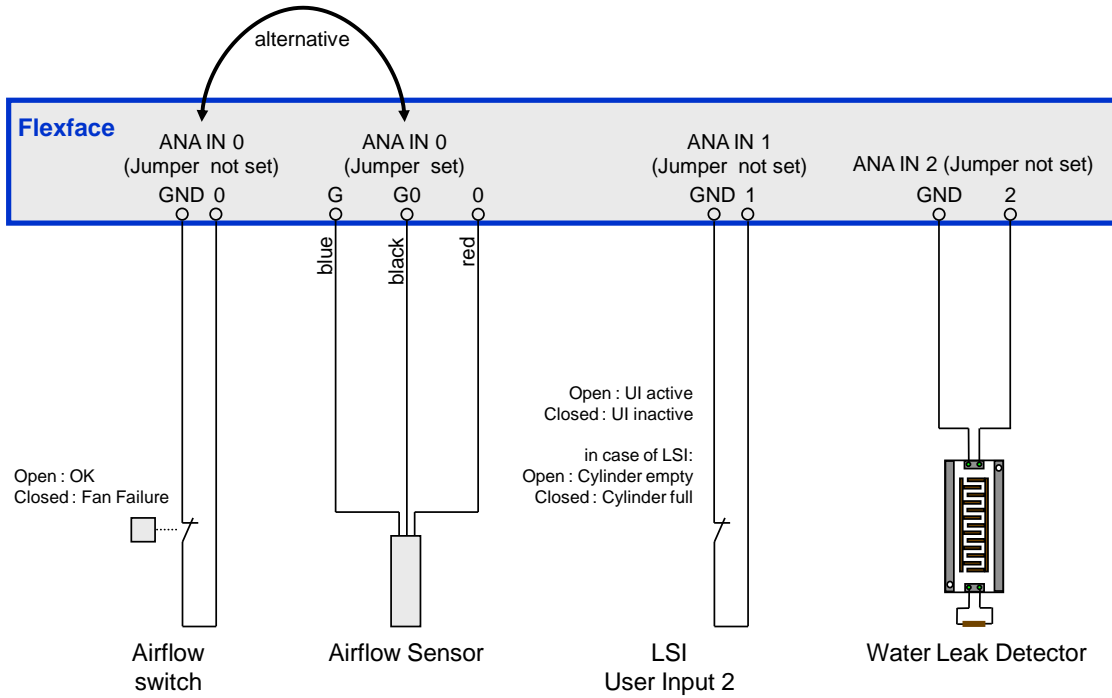 alternative
Flexface
ANA IN 0
(Jumper not set)
GND 0
ANA IN 0
(Jumper set)
G G0 0
ANA IN 1
(Jumper not set)
GND 1
ANA IN 2 (Jumper not set)
GND 2
blue
black
red
Open : OK
Closed : Fan Failure
Open : UI active
Closed : UI inactive
in case of LSI:
Open : Cylinder empty
Closed : Cylinder full
Airflow
switch
Airflow Sensor
LSI
User Input 2
Water Leak Detector